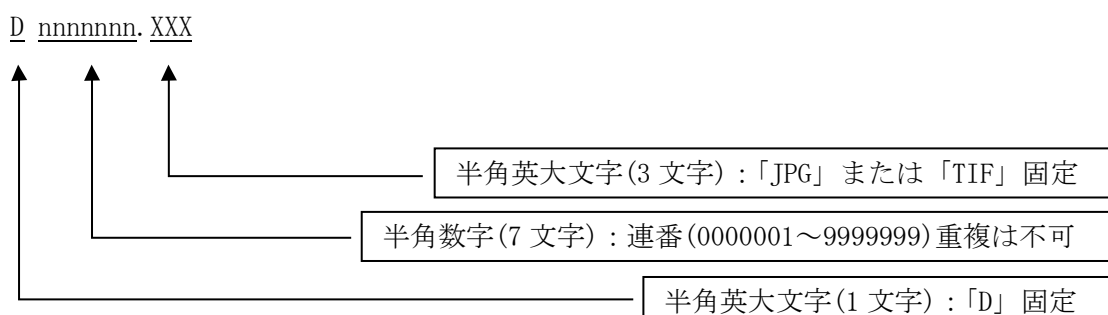 D nnnnnnn.XXX
半角英大文字(3 文字)：「JPG」または「TIF」固定
半角数字(7 文字)：連番(0000001～9999999)重複は不可
半角英大文字(1 文字)：「D」固定